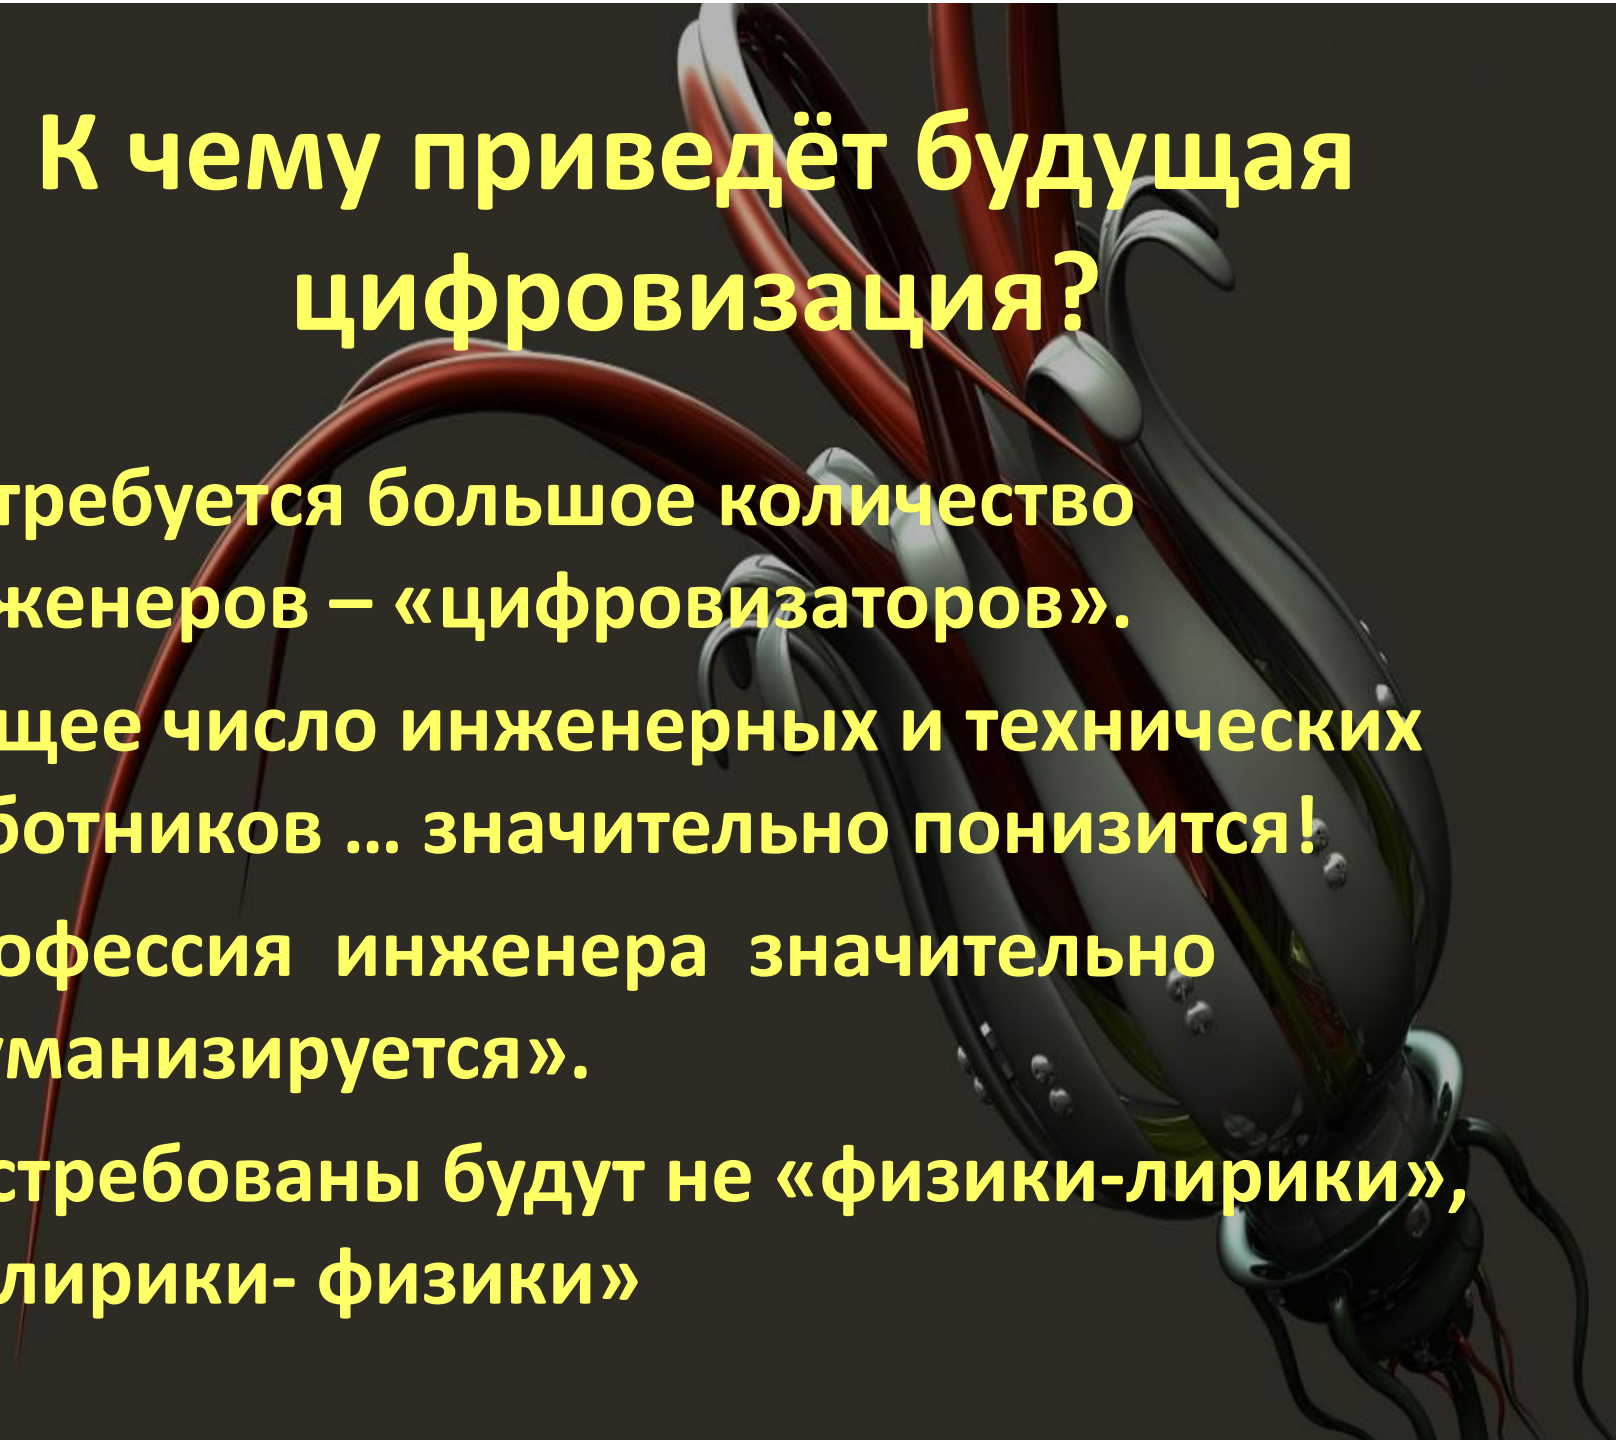 К чему приведёт будущая
цифровизация?
требуется большое количество
женеров – «цифровизаторов».
щее число инженерных и технических
ботников ... значительно понизится!
офессия инженера значительно
уманизируется».
стребованы будут не «физики-лирики»,
лирики- физики»